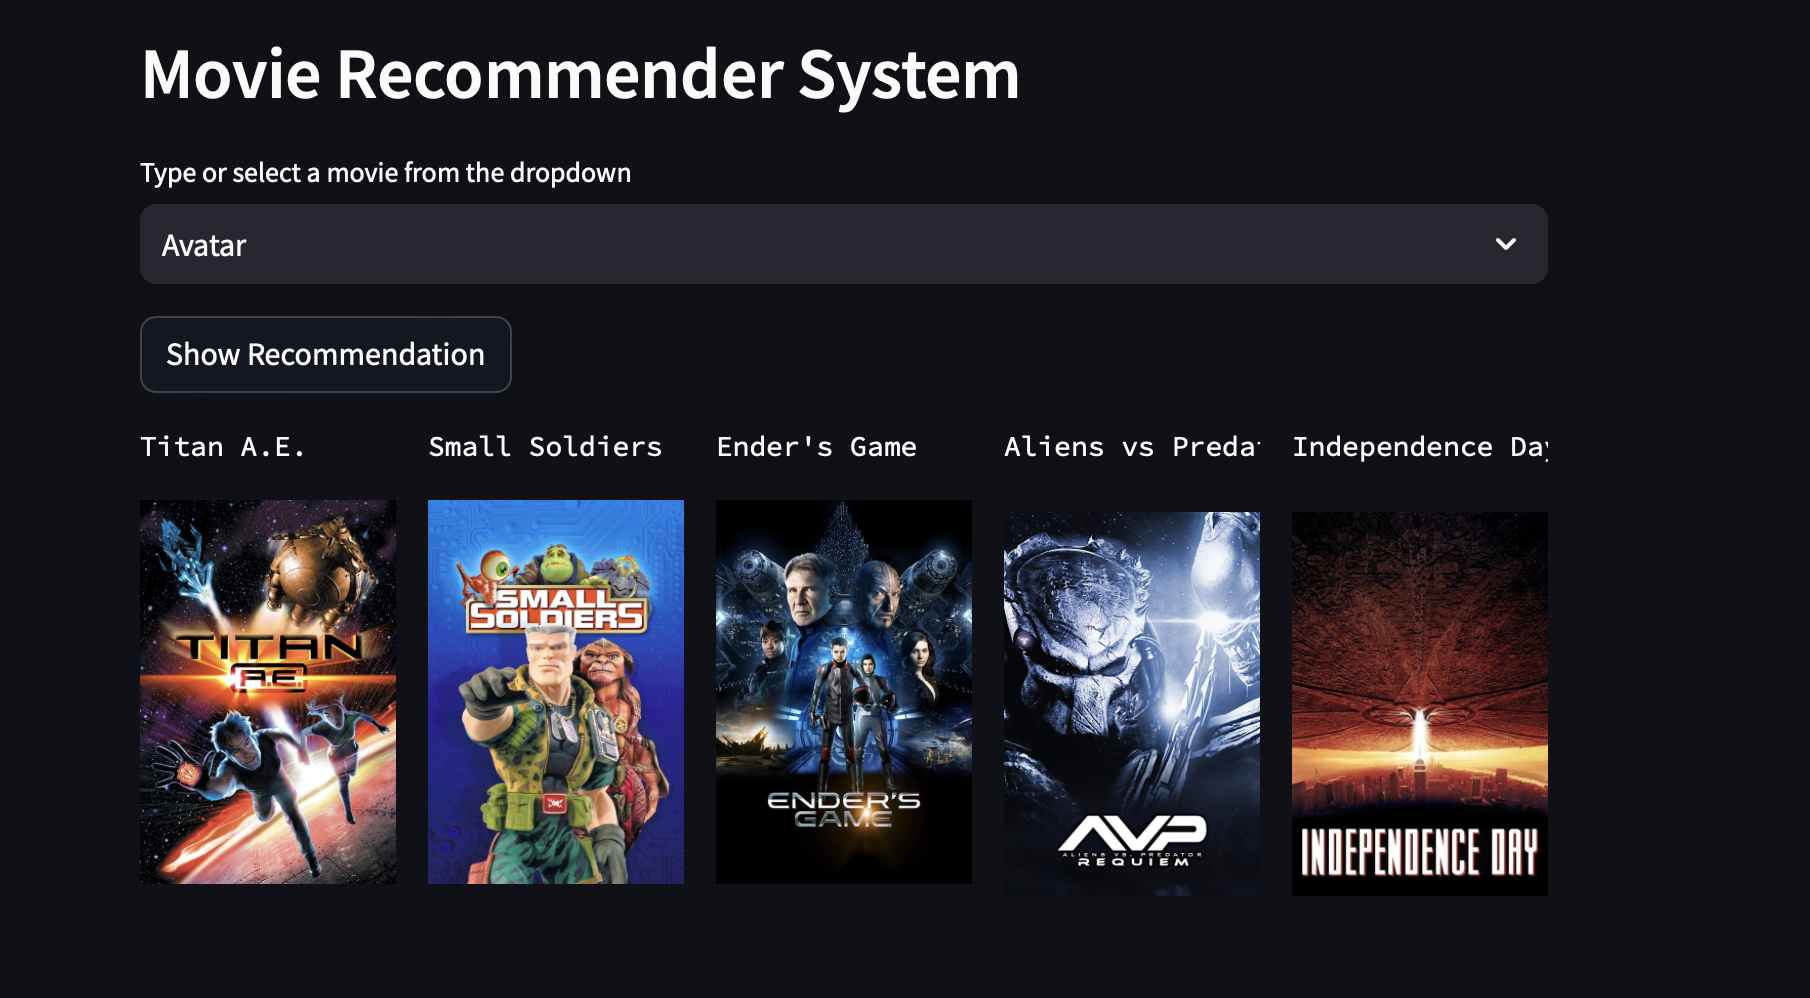 Movie Recommender System
Type or select a movie from the dropdown
Avatar
Show Recommendation
Titan A.E.
Small Soldiers
Ender's Game
Aliens vs Preda
Independence Day
TITAN
A.E.
SMALL
SOLDIERS
ENDER'S
GAME
AVP
ALIENS VS. PREDATOR
REQUIEM
INDEPENDENCE DAY